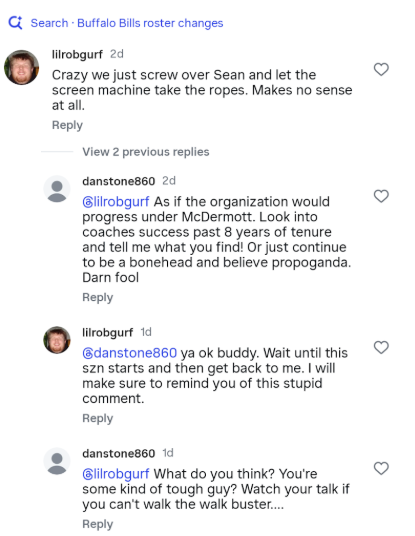 Search · Buffalo Bills roster changes
lilrobgurf 2d
Crazy we just screw over Sean and let the
screen machine take the ropes. Makes no sense
at all.
Reply
View 2 previous replies
danstone860 2d
@lilrobgurf As if the organization would
progress under McDermott. Look into
coaches success past 8 years of tenure
and tell me what you find! Or just continue
to be a bonehead and believe propoganda.
Darn fool
Reply
lilrobgurf 1d
@danstone860 ya ok buddy. Wait until this
szn starts and then get back to me. I will
make sure to remind you of this stupid
comment.
Reply
danstone860 1d
@lilrobgurf What do you think? You're
some kind of tough guy? Watch your talk if
you can't walk the walk buster....
Reply